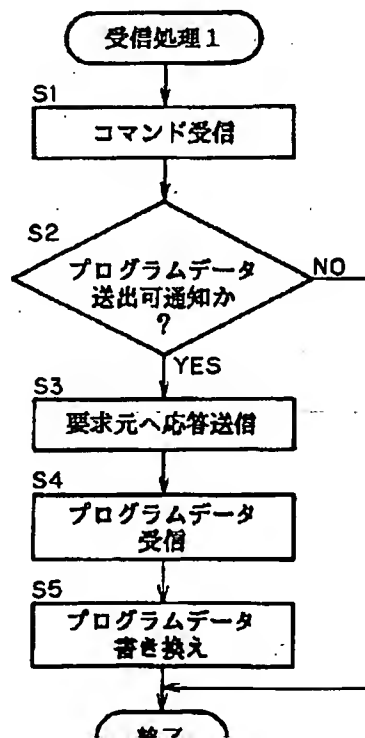 受信処理1
S1
コマンド受信
S2
プログラムデータ
送出可通知か
?
NO
YES
S3
要求元へ応答送信
S4
プログラムデータ
受信
S5
プログラムデータ
書き換え